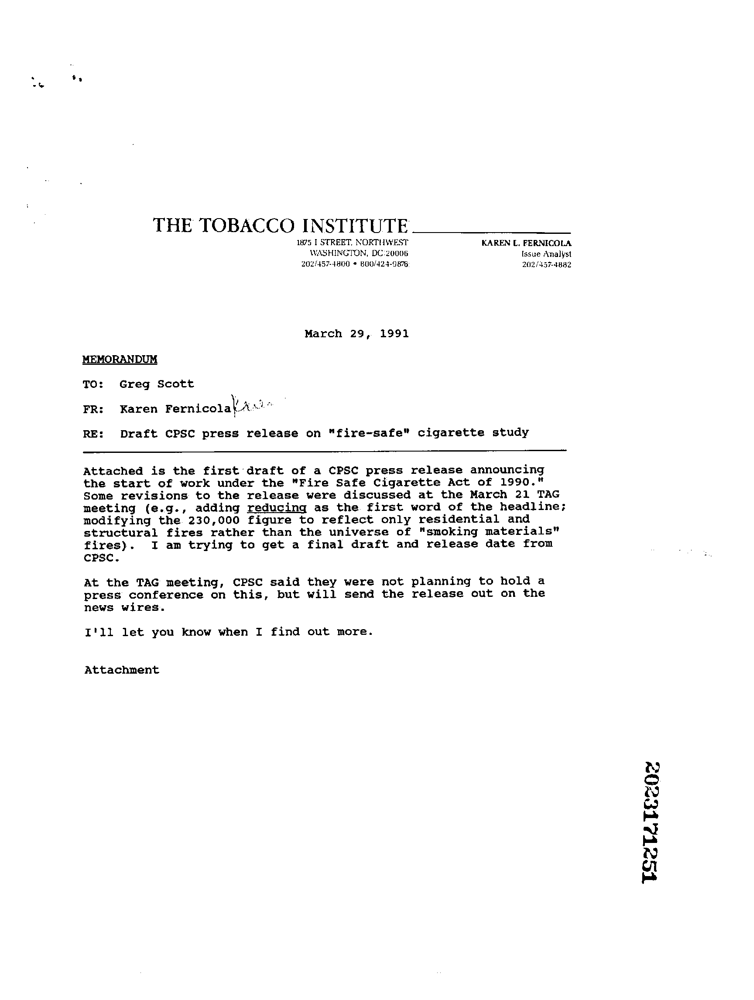 THE TOBACCO INSTITUTE
1875 I STREET, NORTHWEST
WASHINGTON, DC 20006
202/457-4800 • 800/424-9876
KAREN L. FERNICOLA
Issue Analyst
202/457-4882
March 29, 1991
MEMORANDUM
TO: Greg Scott
FR: Karen Fernicola Karen
RE: Draft CPSC press release on "fire-safe" cigarette study
Attached is the first draft of a CPSC press release announcing
the start of work under the "Fire Safe Cigarette Act of 1990."
Some revisions to the release were discussed at the March 21 TAG
meeting (e.g., adding reducing as the first word of the headline;
modifying the 230,000 figure to reflect only residential and
structural fires rather than the universe of "smoking materials"
fires). I am trying to get a final draft and release date from
CPSC.
At the TAG meeting, CPSC said they were not planning to hold a
press conference on this, but will send the release out on the
news wires.
I'll let you know when I find out more.
Attachment
2023171251